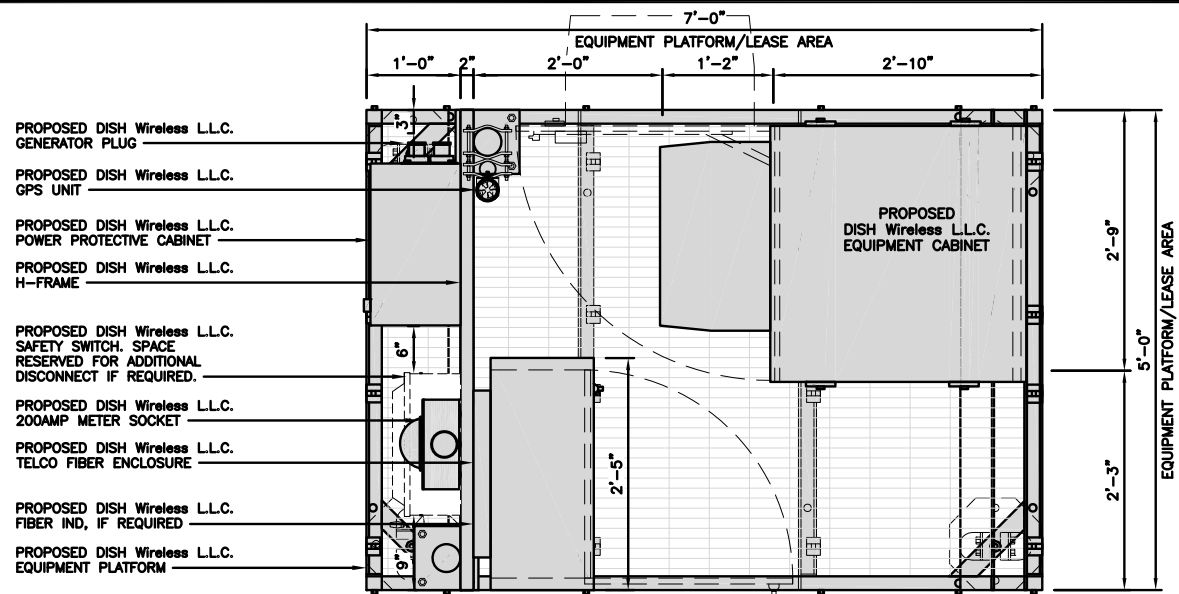 7'-0"
EQUIPMENT PLATFORM/LEASE AREA
1'-0"
2"
2'-0"
1'-2"
2'-10"
3"
PROPOSED DISH Wireless L.L.C.
GENERATOR PLUG
PROPOSED DISH Wireless L.L.C.
GPS UNIT
PROPOSED DISH Wireless L.L.C.
POWER PROTECTIVE CABINET
PROPOSED DISH Wireless L.L.C.
H-FRAME
PROPOSED DISH Wireless L.L.C.
SAFETY SWITCH. SPACE
RESERVED FOR ADDITIONAL
DISCONNECT IF REQUIRED.
PROPOSED DISH Wireless L.L.C.
200AMP METER SOCKET
PROPOSED DISH Wireless L.L.C.
TELCO FIBER ENCLOSURE
PROPOSED DISH Wireless L.L.C.
FIBER IND, IF REQUIRED
PROPOSED DISH Wireless L.L.C.
EQUIPMENT PLATFORM
6"
9"
2'-5"
PROPOSED
DISH Wireless L.L.C.
EQUIPMENT CABINET
2'-9"
2'-3"
5'-0"
EQUIPMENT PLATFORM/LEASE AREA